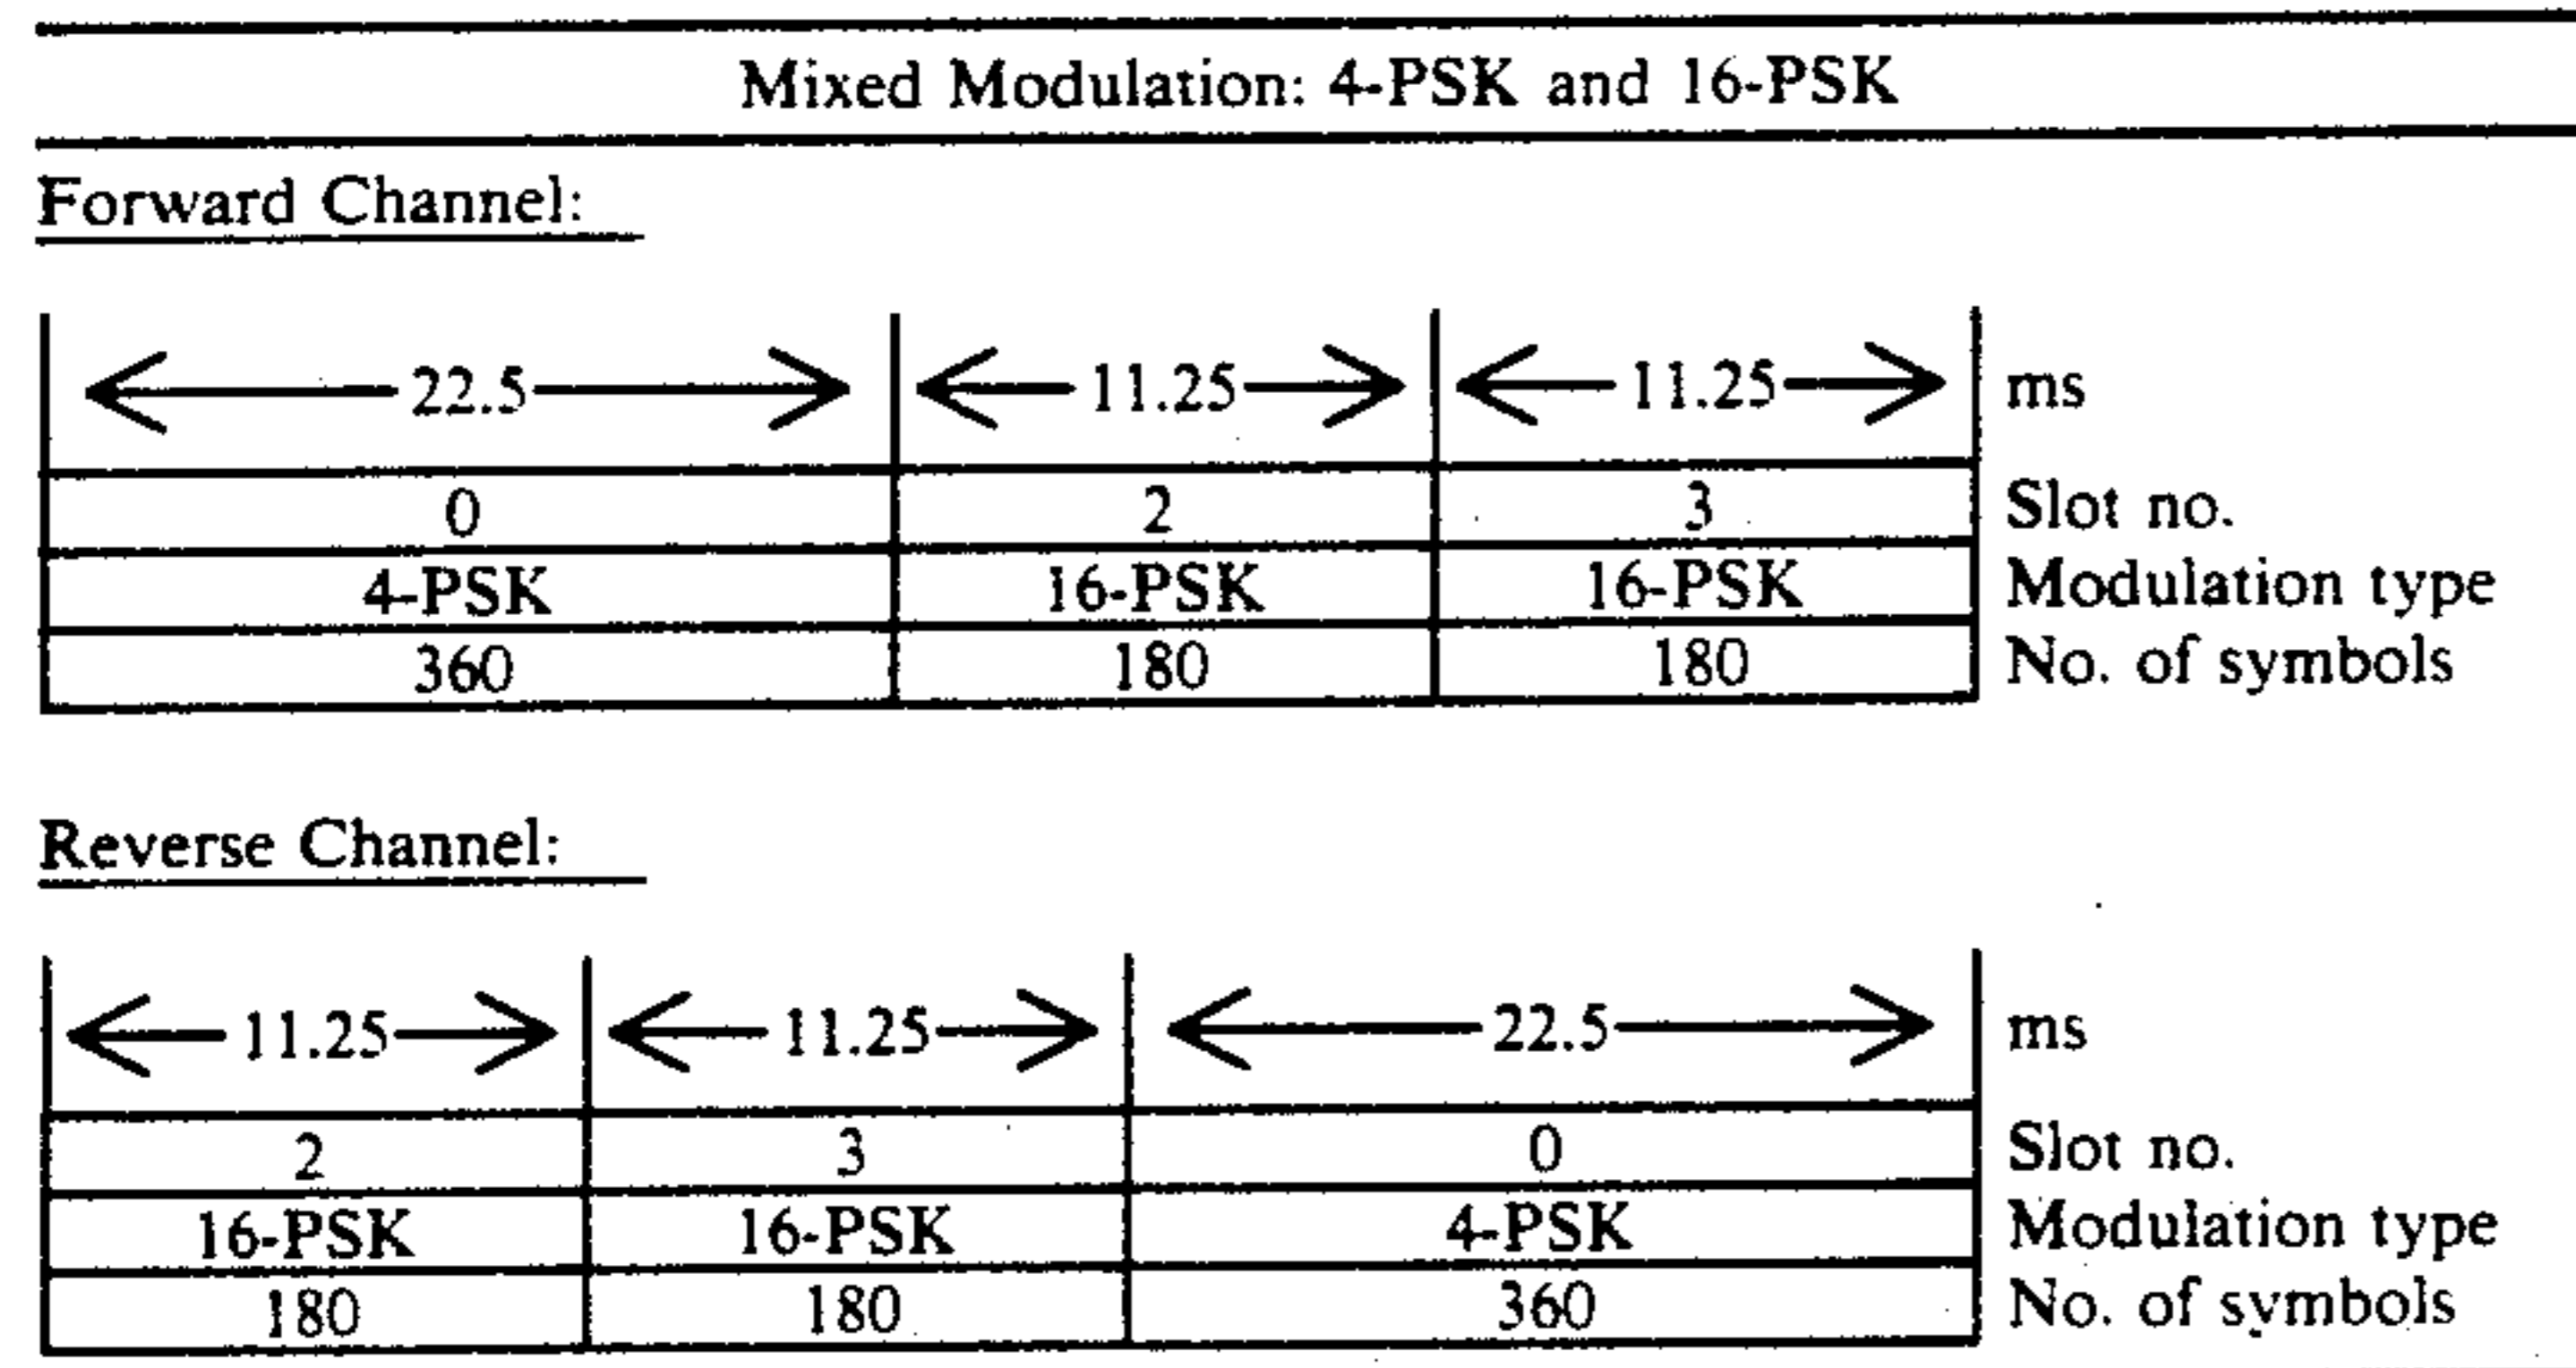 Mixed Modulation: 4-PSK and 16-PSK
Forward Channel:
22.5 11.25 11.25 ms
0 2 3 Slot no.
4-PSK 16-PSK 16-PSK Modulation type
360 180 180 No. of symbols
Reverse Channel:
11.25 11.25 22.5 ms
2 3 0 Slot no.
16-PSK 16-PSK 4-PSK Modulation type
180 180 360 No. of symbols